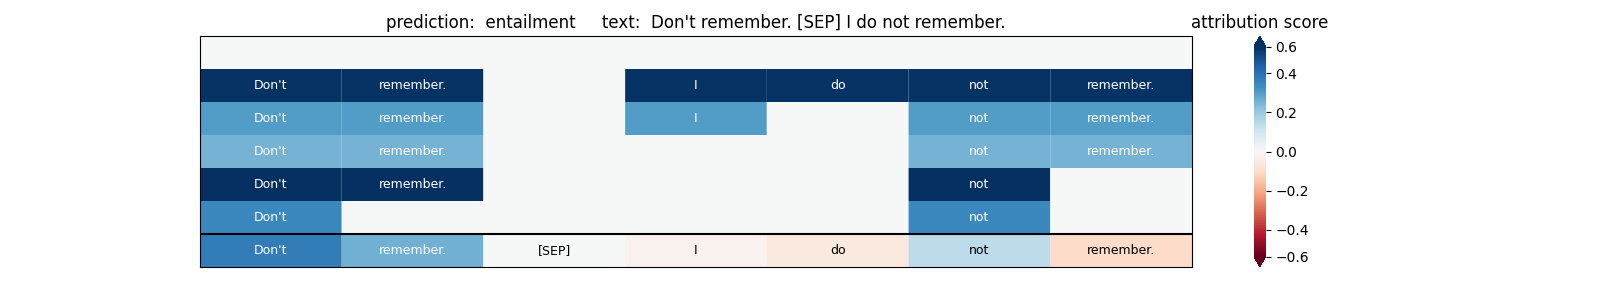 prediction:  entailment     text:  Don't remember. [SEP] I do not remember.
attribution score
Don't remember. I do not remember.
Don't remember. I not remember.
Don't remember. not remember.
Don't remember. not
Don't not
Don't remember. [SEP] I do not remember.
0.6
0.4
0.2
0.0
−0.2
−0.4
−0.6